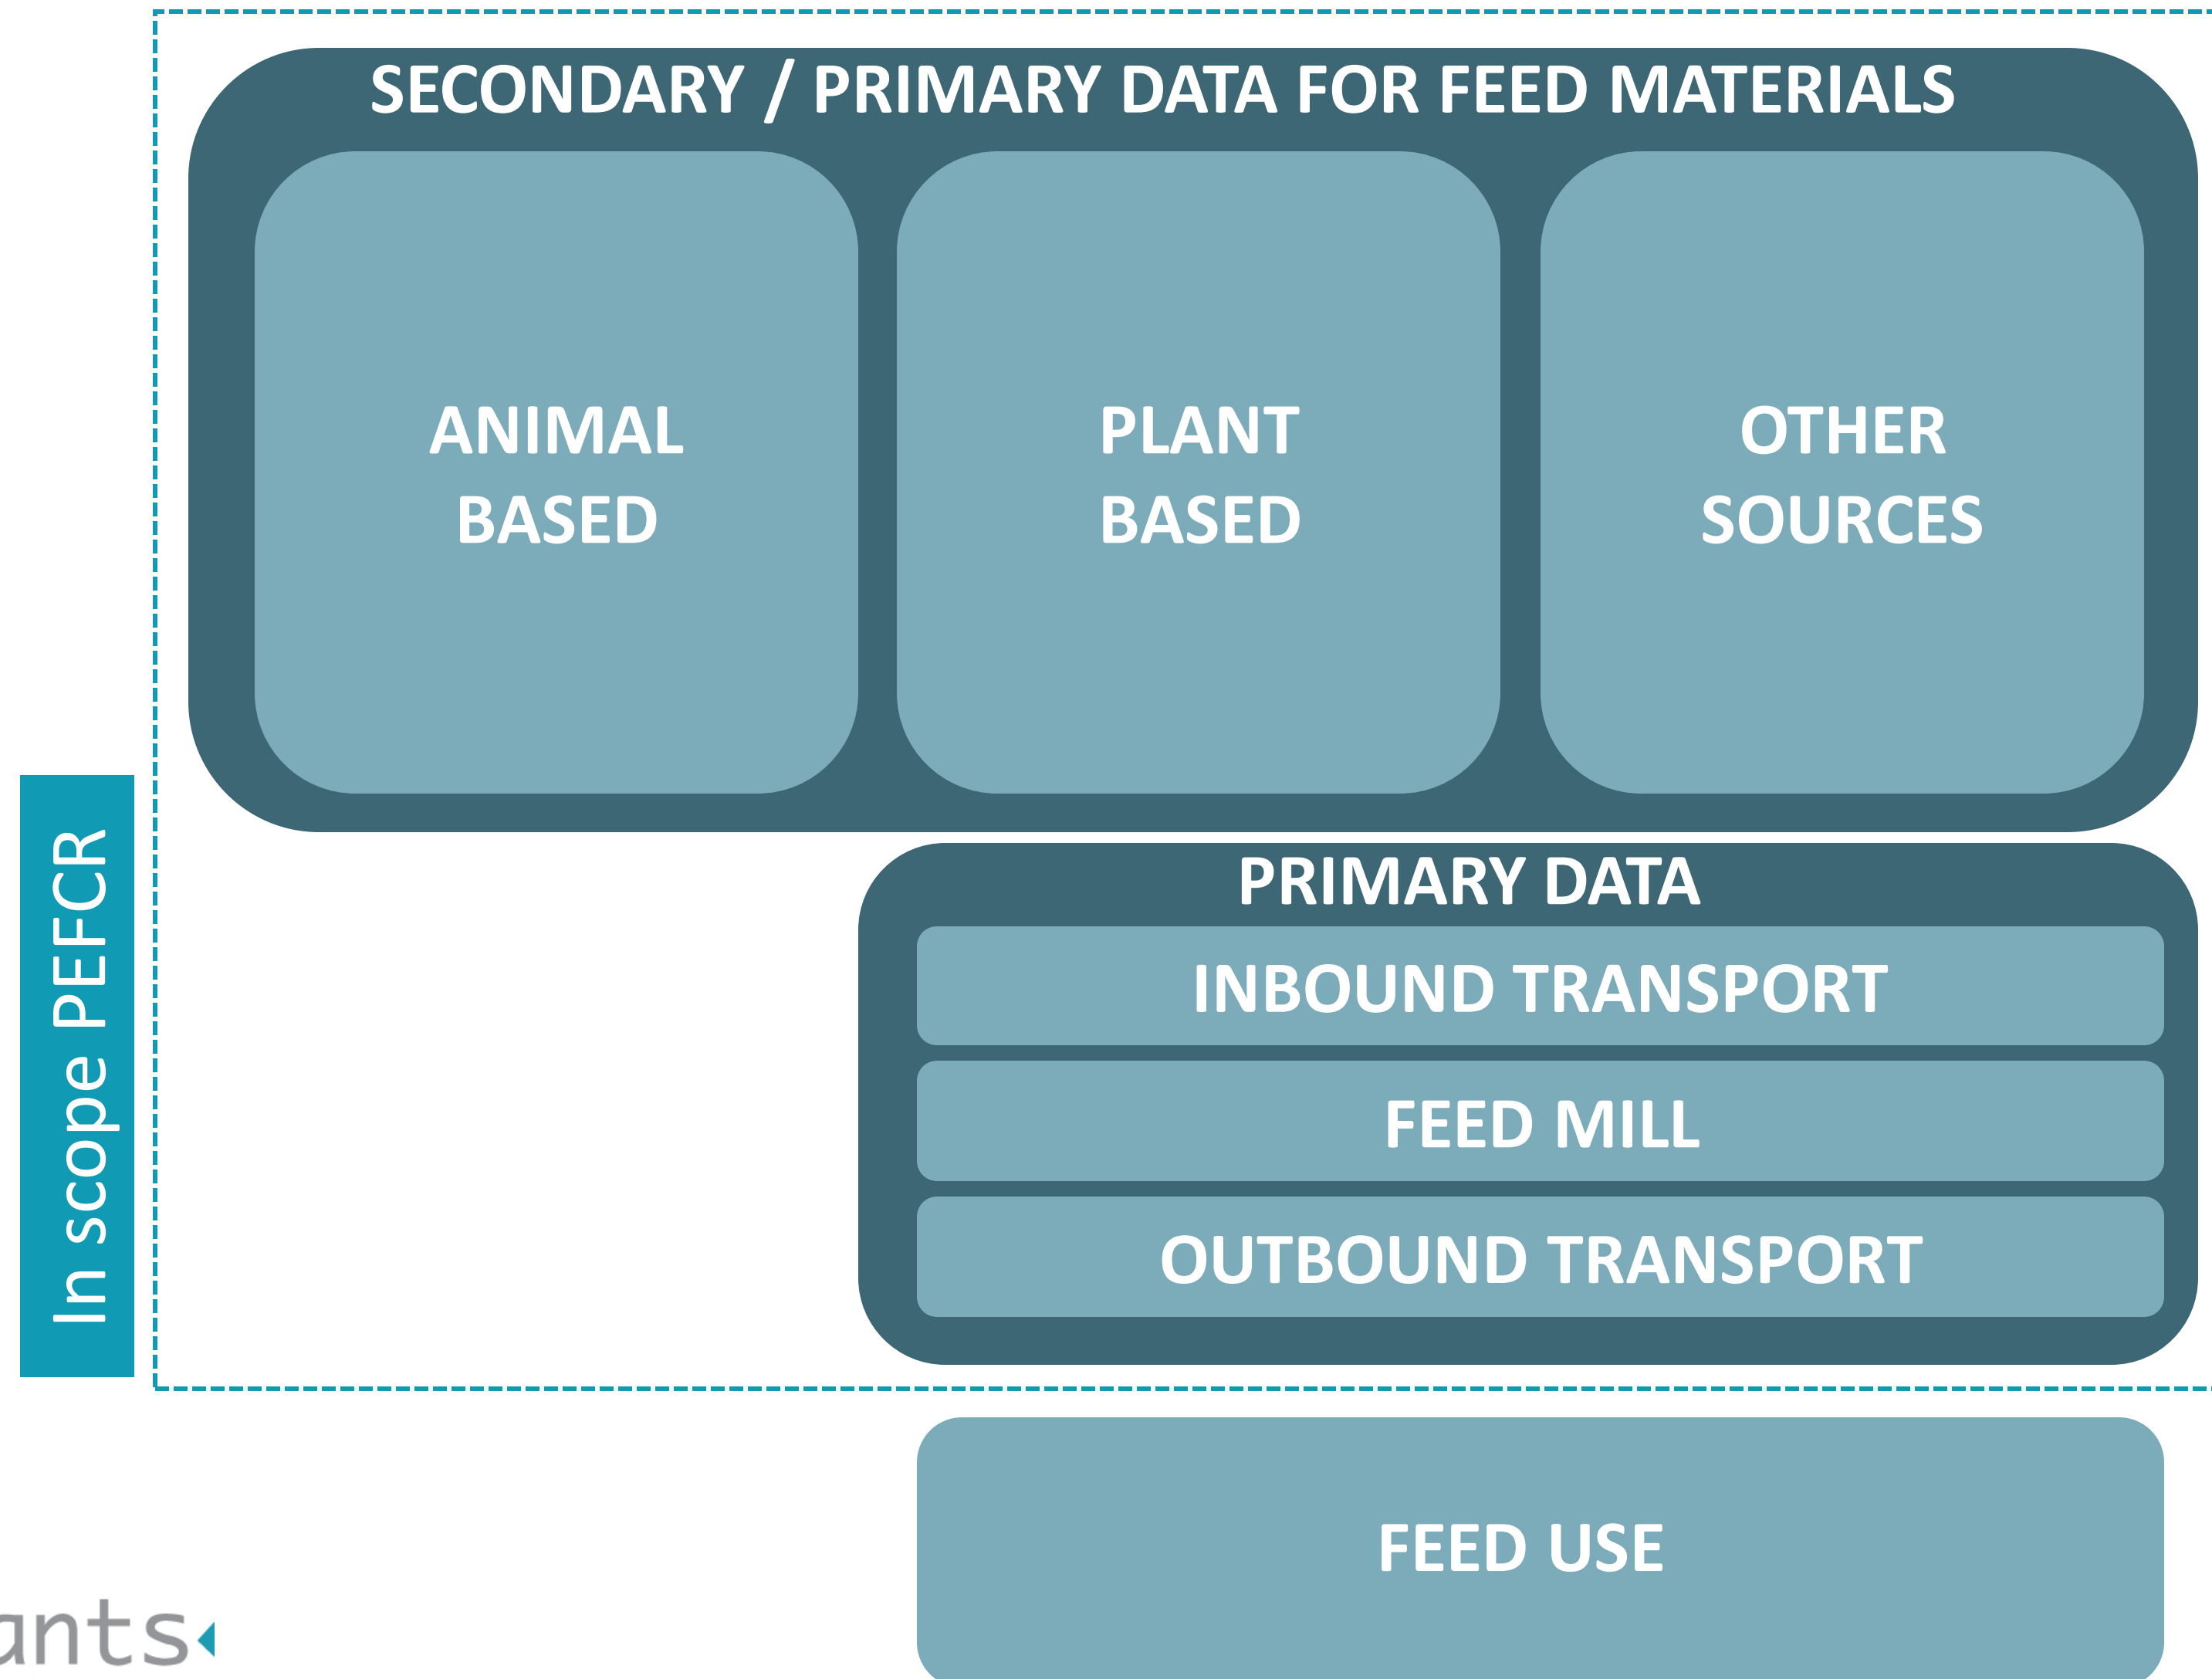 SECONDARY / PRIMARY DATA FOR FEED MATERIALS
ANIMAL
BASED
PLANT
BASED
OTHER
SOURCES
In scope PEFCR
PRIMARY DATA
INBOUND TRANSPORT
FEED MILL
OUTBOUND TRANSPORT
FEED USE
ants